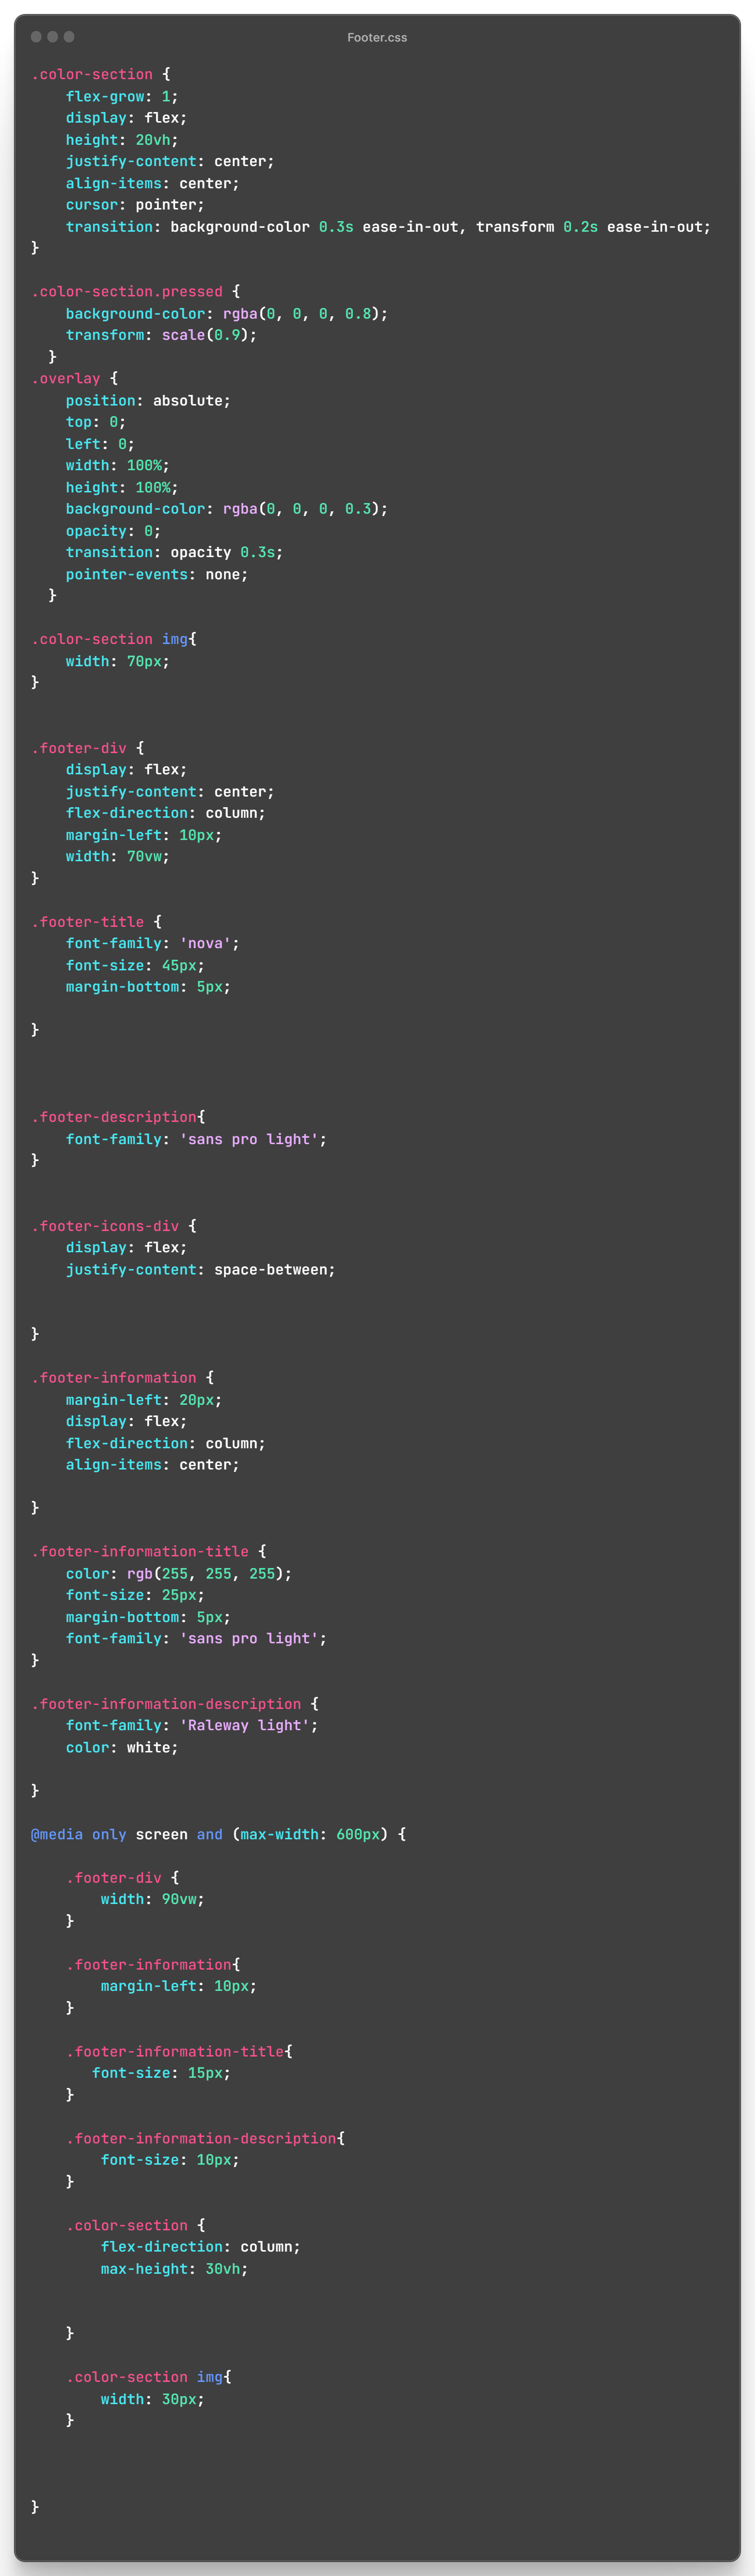 Footer.css
.color-section {
    flex-grow: 1;
    display: flex;
    height: 20vh;
    justify-content: center;
    align-items: center;
    cursor: pointer;
    transition: background-color 0.3s ease-in-out, transform 0.2s ease-in-out;
}
.color-section.pressed {
    background-color: rgba(0, 0, 0, 0.8);
    transform: scale(0.9);
  }
.overlay {
    position: absolute;
    top: 0;
    left: 0;
    width: 100%;
    height: 100%;
    background-color: rgba(0, 0, 0, 0.3);
    opacity: 0;
    transition: opacity 0.3s;
    pointer-events: none;
  }
.color-section img{
    width: 70px;
}
.footer-div {
    display: flex;
    justify-content: center;
    flex-direction: column;
    margin-left: 10px;
    width: 70vw;
}
.footer-title {
    font-family: 'nova';
    font-size: 45px;
    margin-bottom: 5px;
}
.footer-description{
    font-family: 'sans pro light';
}
.footer-icons-div {
    display: flex;
    justify-content: space-between;
}
.footer-information {
    margin-left: 20px;
    display: flex;
    flex-direction: column;
    align-items: center;
}
.footer-information-title {
    color: rgb(255, 255, 255);
    font-size: 25px;
    margin-bottom: 5px;
    font-family: 'sans pro light';
}
.footer-information-description {
    font-family: 'Raleway light';
    color: white;
}
@media only screen and (max-width: 600px) {
    .footer-div {
        width: 90vw;
    }
    .footer-information{
        margin-left: 10px;
    }
    .footer-information-title{
       font-size: 15px;
    }
    .footer-information-description{
        font-size: 10px;
    }
    .color-section {
        flex-direction: column;
        max-height: 30vh;
    }
    .color-section img{
        width: 30px;
    }
}